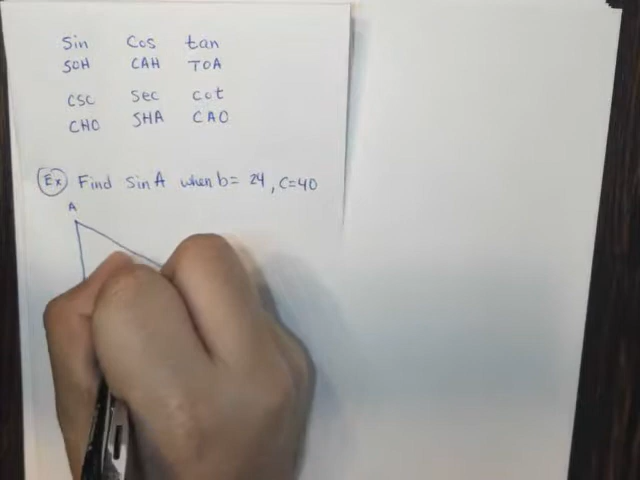 Sin Cos tan
SOH CAH TOA
CSC Sec Cot
CHO SHA CAO
Ex Find sin A when b= 24, C=40
A